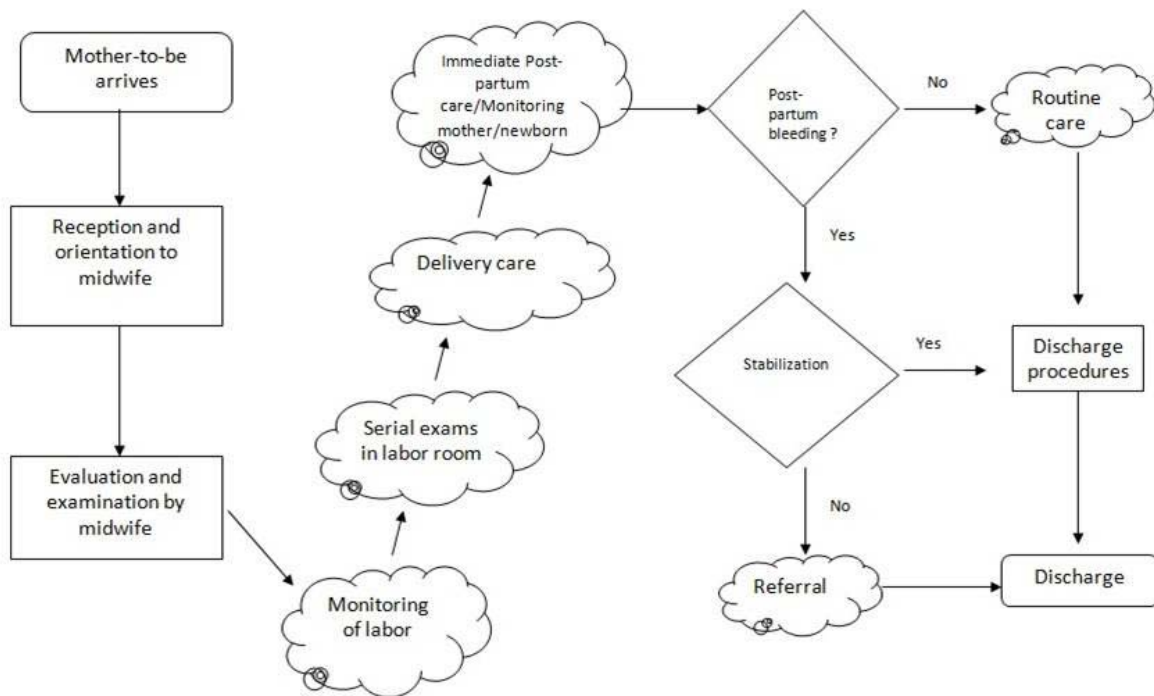 Mother-to-be
arrives
Reception and
orientation to
midwife
Evaluation and
examination by
midwife
Monitoring
of labor
Serial exams
in labor room
Delivery care
Immediate Post-
partum
care/Monitoring
mother/newborn
Post-
partum
bleeding ?
No
Routine
care
Yes
Stabilization
Yes
Discharge
procedures
No
Referral
Discharge